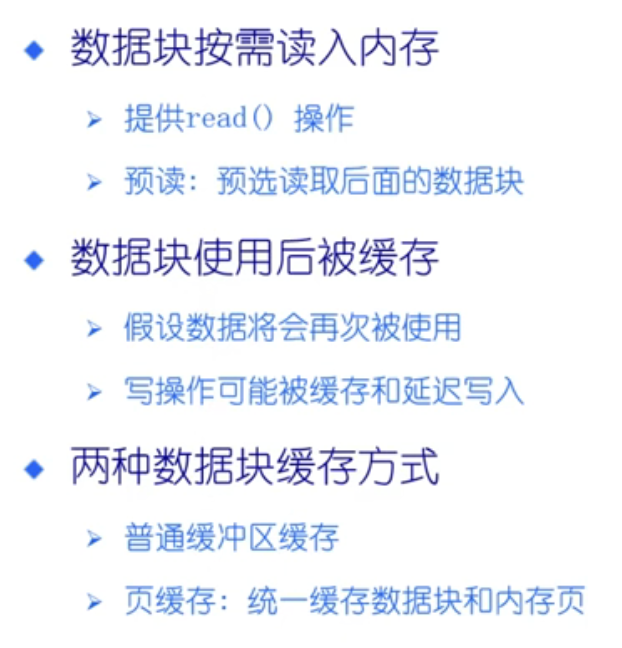 数据块按需读入内存
提供read() 操作
预读: 预选读取后面的数据块
数据块使用后被缓存
假设数据将会再次被使用
写操作可能被缓存和延迟写入
两种数据块缓存方式
普通缓冲区缓存
页缓存: 统一缓存数据块和内存页